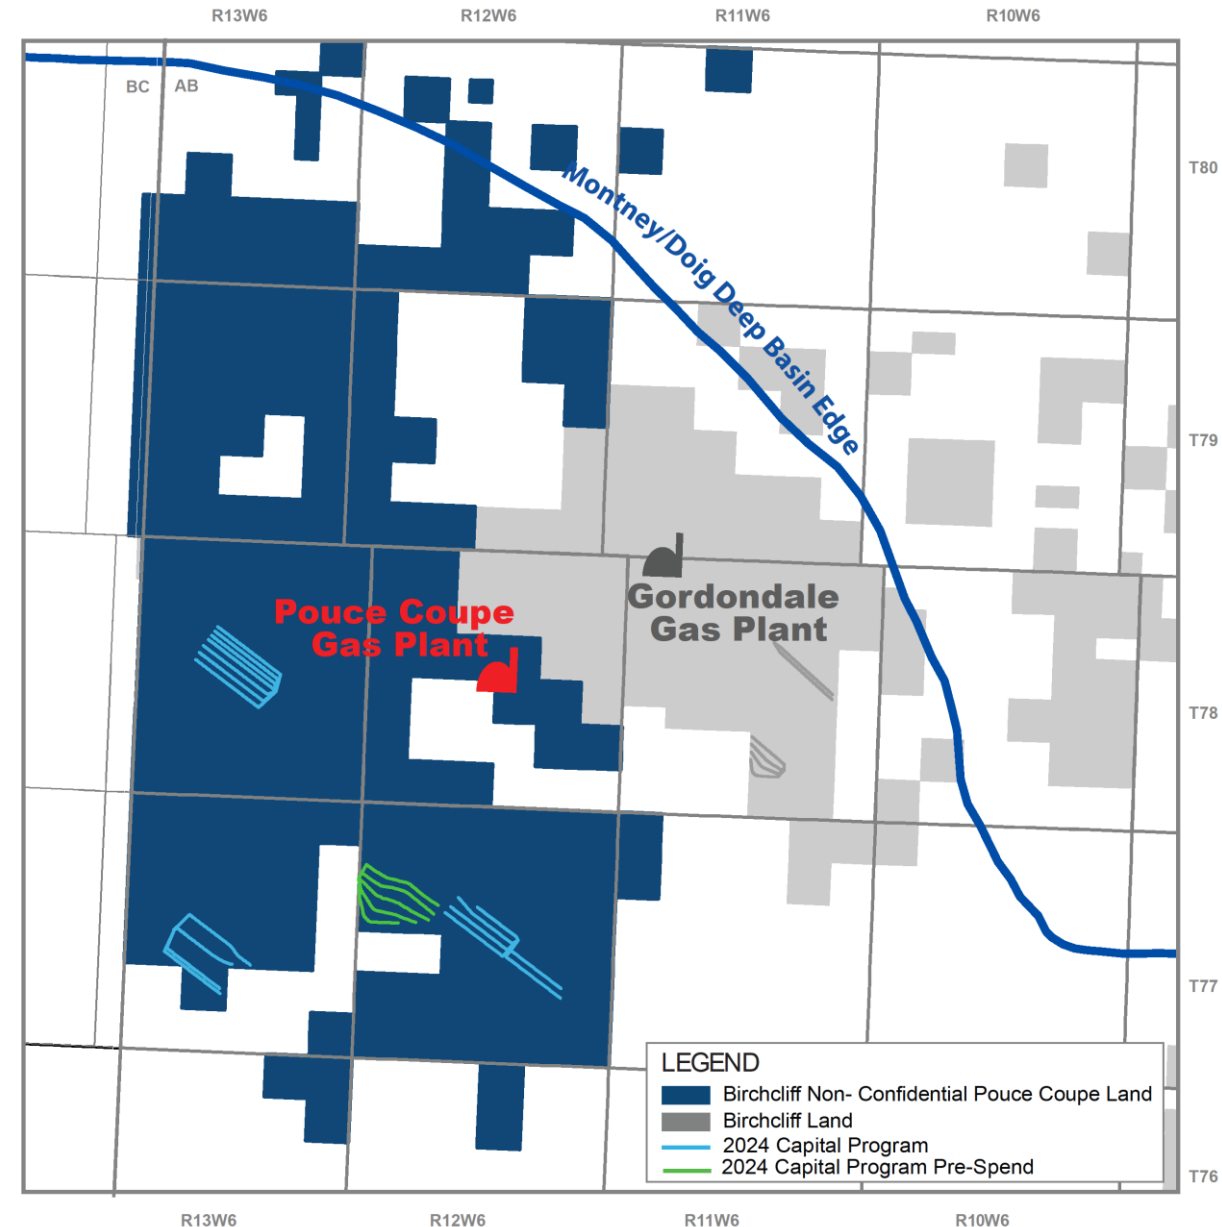 R13W6 R12W6 R11W6 R10W6
BC AB
T80
Montney/Doig Deep Basin Edge
T79
Gordondale
Gas Plant
Pouce Coupe
Gas Plant
T78
T77
LEGEND
Birchcliff Non- Confidential Pouce Coupe Land
Birchcliff Land
2024 Capital Program
2024 Capital Program Pre-Spend
T76
R13W6 R12W6 R11W6 R10W6